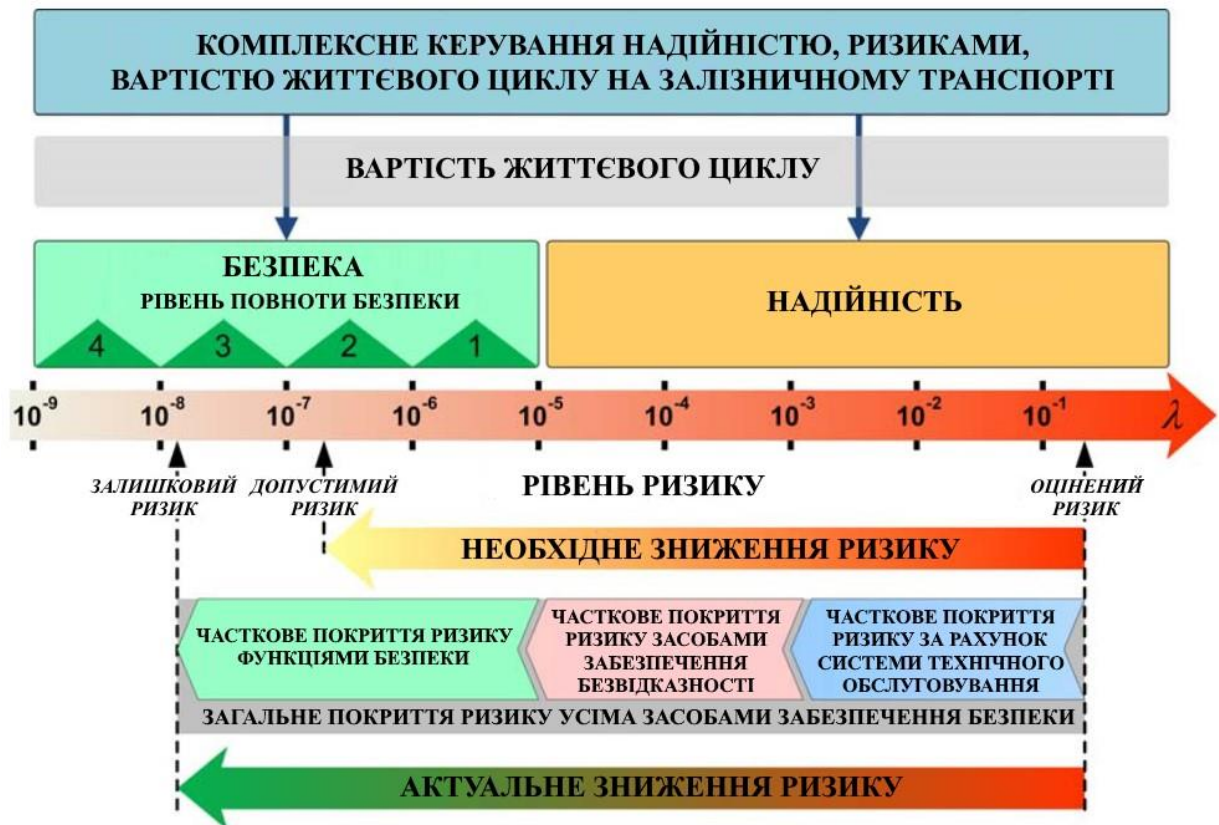 КОМПЛЕКСНЕ КЕРУВАННЯ НАДІЙНІСТЮ, РИЗИКАМИ,
ВАРТІСТЮ ЖИТТЄВОГО ЦИКЛУ НА ЗАЛІЗНИЧНОМУ ТРАНСПОРТІ
ВАРТІСТЬ ЖИТТЄВОГО ЦИКЛУ
БЕЗПЕКА
РІВЕНЬ ПОВНОТИ БЕЗПЕКИ
4 3 2 1
НАДІЙНІСТЬ
10⁻⁹ 10⁻⁸ 10⁻⁷ 10⁻⁶ 10⁻⁵ 10⁻⁴ 10⁻³ 10⁻² 10⁻¹ λ
ЗАЛИШКОВИЙ
РИЗИК
ДОПУСТИМИЙ
РИЗИК
РІВЕНЬ РИЗИКУ
ОЦІНЕНИЙ
РИЗИК
НЕОБХІДНЕ ЗНИЖЕННЯ РИЗИКУ
ЧАСТКОВЕ ПОКРИТТЯ РИЗИКУ
ФУНКЦІЯМИ БЕЗПЕКИ
ЧАСТКОВЕ ПОКРИТТЯ
РИЗИКУ ЗАСОБАМИ
ЗАБЕЗПЕЧЕННЯ
БЕЗВІДКАЗНОСТІ
ЧАСТКОВЕ ПОКРИТТЯ
РИЗИКУ ЗА РАХУНОК
СИСТЕМИ ТЕХНІЧНОГО
ОБСЛУГОВУВАННЯ
ЗАГАЛЬНЕ ПОКРИТТЯ РИЗИКУ УСІМА ЗАСОБАМИ ЗАБЕЗПЕЧЕННЯ БЕЗПЕКИ
АКТУАЛЬНЕ ЗНИЖЕННЯ РИЗИКУ